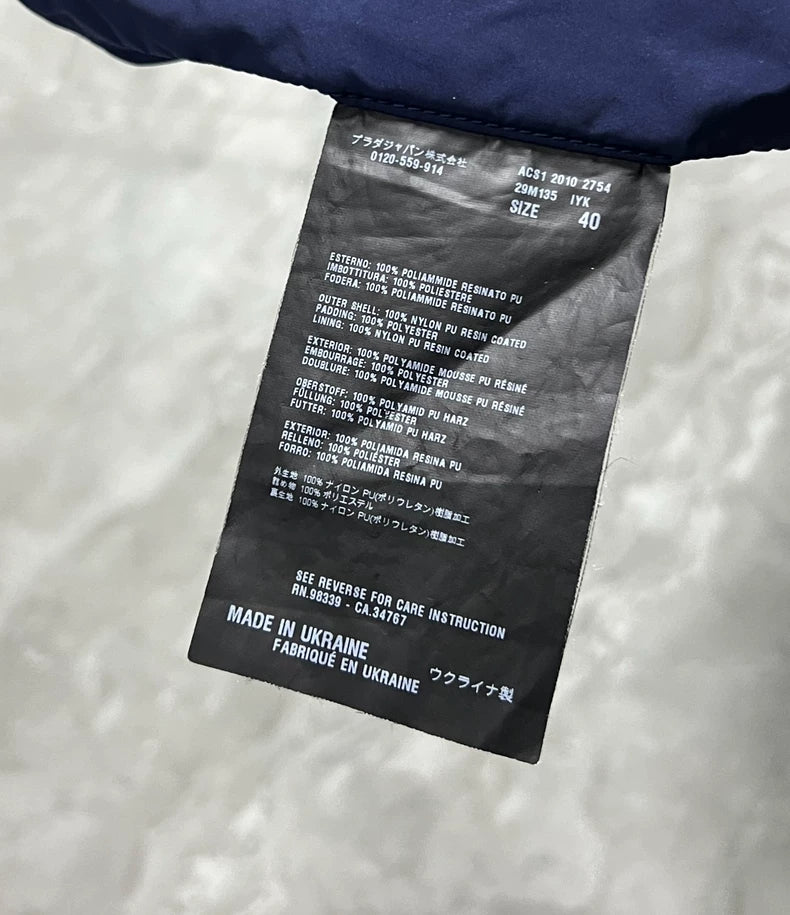 プラダジャパン株式会社
0120-559-914
ACS1 2010 2754
29M135 IYK
SIZE 40
ESTERNO: 100% POLIAMMIDE RESINATO PU
IMBOTTITURA: 100% POLIESTERE
FODERA: 100% POLIAMMIDE RESINATO PU
OUTER SHELL: 100% NYLON PU RESIN COATED
PADDING: 100% POLYESTER
LINING: 100% NYLON PU RESIN COATED
EXTERIOR: 100% POLYAMIDE MOUSSE PU RÉSINÉ
EMBOURRAGE: 100% POLYESTER
DOUBLURE: 100% POLYAMIDE MOUSSE PU RÉSINÉ
OBERSTOFF: 100% POLYAMID PU HARZ
FÜLLUNG: 100% POLYESTER
FUTTER: 100% POLYAMID PU HARZ
EXTERIOR: 100% POLIAMIDA RESINA PU
RELLENO: 100% POLIÉSTER
FORRO: 100% POLIAMIDA RESINA PU
外生地 100% ナイロン PU(ポリウレタン)樹脂加工
詰め物 100% ポリエステル
裏生地 100% ナイロン PU(ポリウレタン)樹脂加工
SEE REVERSE FOR CARE INSTRUCTION
RN.98339 - CA.34767
MADE IN UKRAINE
FABRIQUÉ EN UKRAINE
ウクライナ製